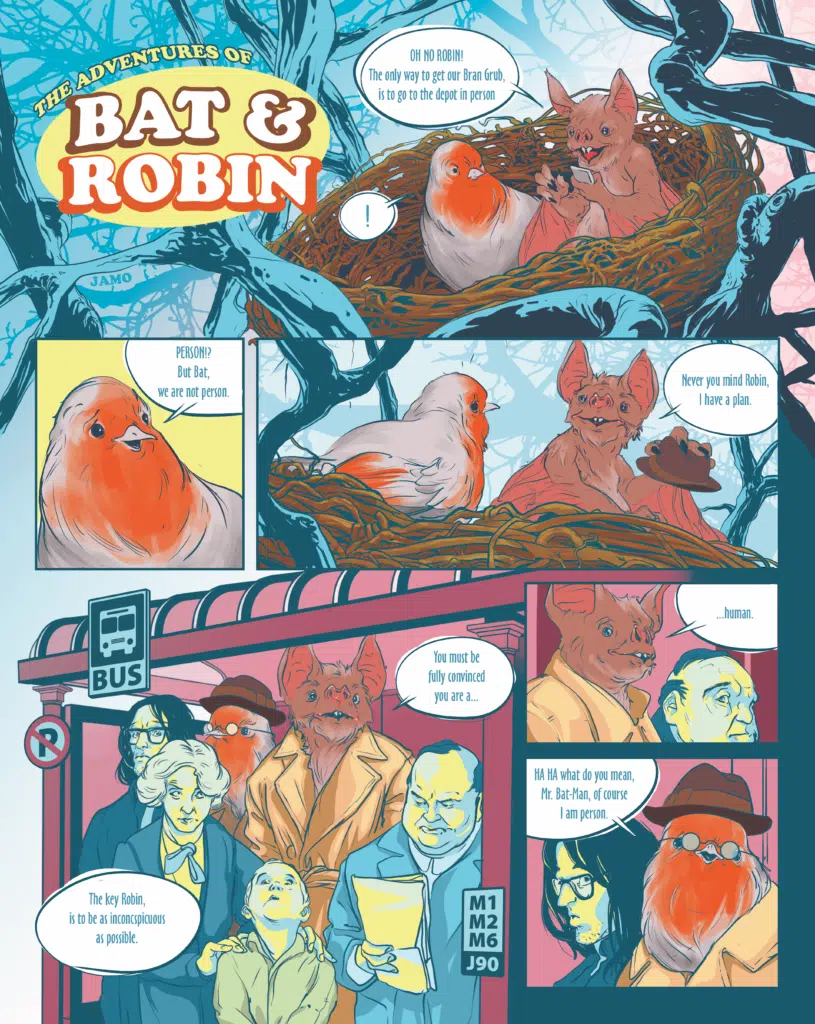 THE ADVENTURES OF
BAT &
ROBIN
JAMO
OH NO ROBIN!
The only way to get our Bran Grub,
is to go to the depot in person
!
PERSON!?
But Bat,
we are not person.
Never you mind Robin,
I have a plan.
BUS
P
You must be
fully convinced
you are a...
The key Robin,
is to be as inconcspicuous
as possible.
M1
M2
M6
J90
...human.
HA HA what do you mean,
Mr. Bat-Man, of course
I am person.